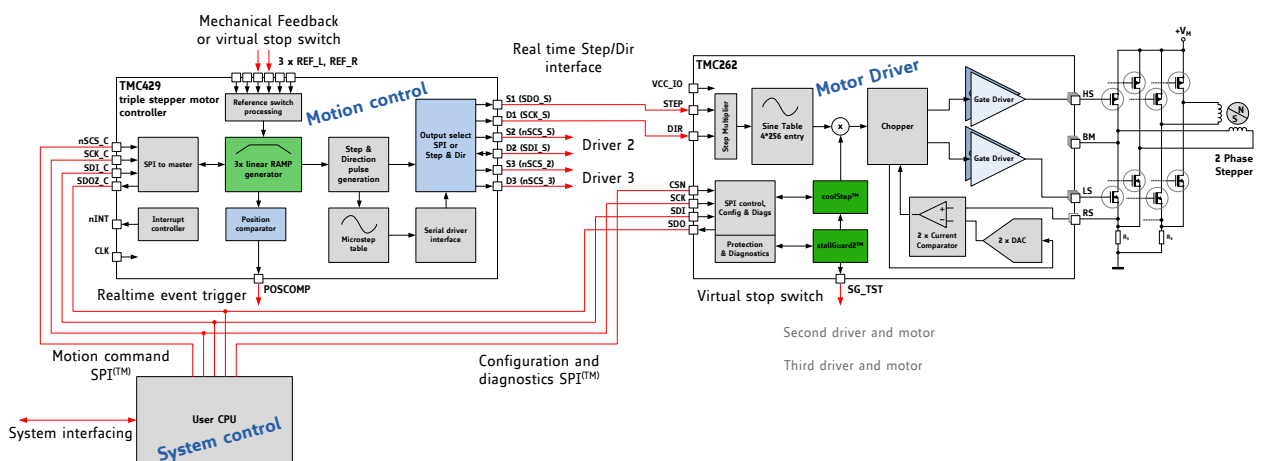 Mechanical Feedback
or virtual stop switch
3 x REF_L, REF_R
Real time Step/Dir
interface
TMC429
triple stepper motor
controller
Motion control
Reference switch
processing
nSCS_C
SCK_C
SDI_C
SDOZ_C
nINT
CLK
SPI to master
3x linear RAMP
generator
Step &
Direction
pulse
generation
Output select
SPI or
Step & Dir
Interrupt
controller
Position
comparator
Microstep
table
Serial driver
interface
S1 (SDO_S)
D1 (SCK_S)
S2 (nSCS_S)
D2 (SDI_S)
S3 (nSCS_2)
D3 (nSCS_3)
Driver 2
Driver 3
POSCOMP
Realtime event trigger
TMC262
Motor Driver
VCC_IO
STEP
DIR
CSN
SCK
SDI
SDO
Step Multiplier
Sine Table
4*256 entry
x
Chopper
Gate Driver
Gate Driver
SPI control,
Config & Diags
Protection
& Diagnostics
coolStep™
stallGuard2™
2 x Current
Comparator
2 x DAC
HS
BM
LS
RS
+VM
N
S
2 Phase
Stepper
RS
RS
SG_TST
Virtual stop switch
Second driver and motor
Third driver and motor
Motion command
SPI(TM)
Configuration and
diagnostics SPI(TM)
User CPU
System control
System interfacing